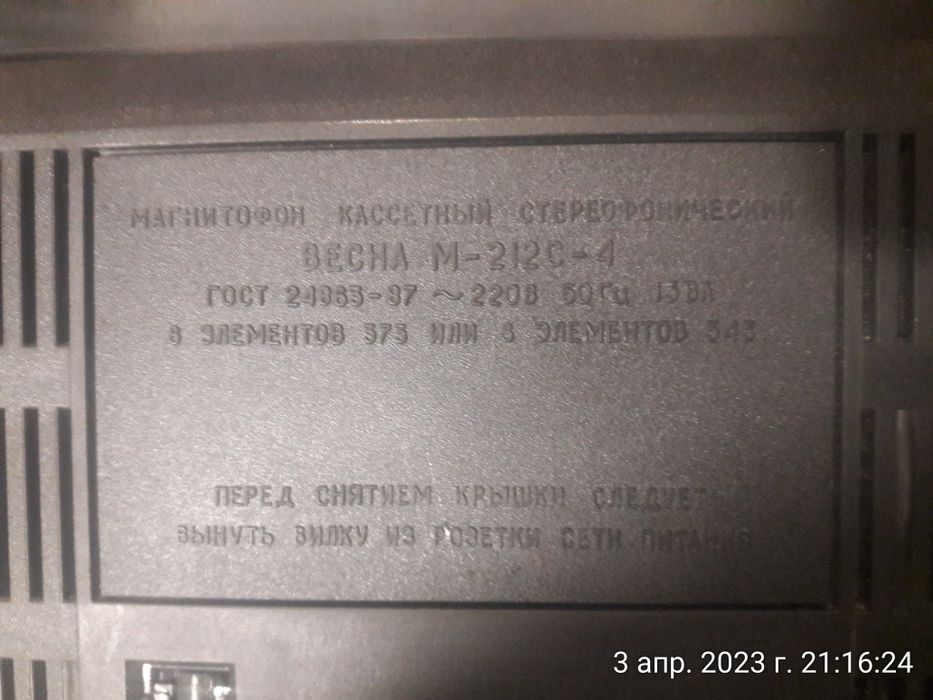 МАГНИТОФОН КАССЕТНЫЙ СТЕРЕОФОНИЧЕСКИЙ
ВЕСНА М-212С-4
ГОСТ 24863-87 ~220В 50Гц 13ВА
8 ЭЛЕМЕНТОВ 373 ИЛИ 8 ЭЛЕМЕНТОВ 343
ПЕРЕД СНЯТИЕМ КРЫШКИ СЛЕДУЕТ
ВЫНУТЬ ВИЛКУ ИЗ РОЗЕТКИ СЕТИ ПИТАНИЯ
3 апр. 2023 г. 21:16:24